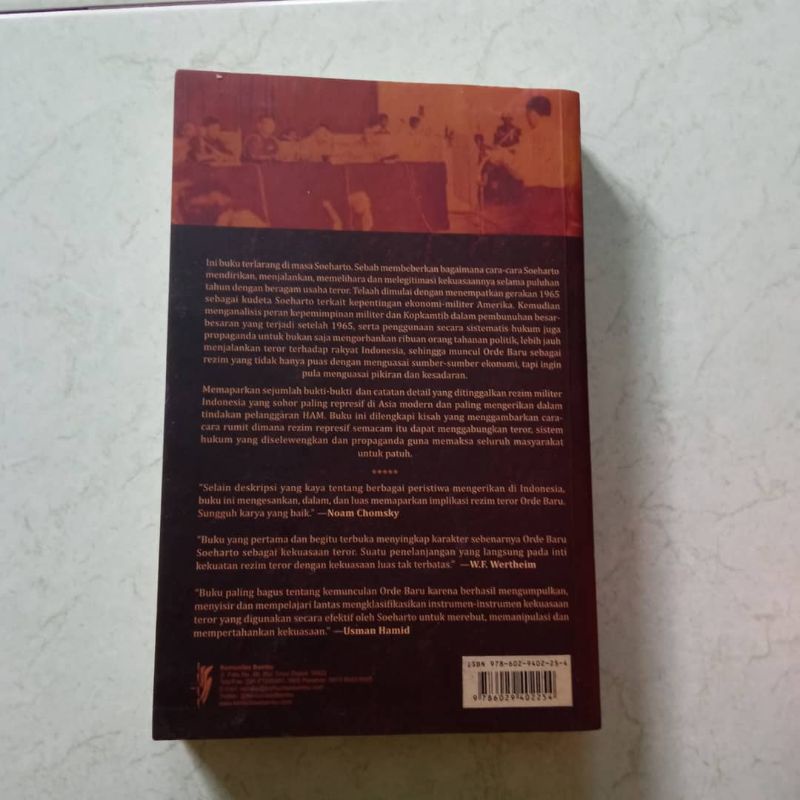 Ini buku terlarang di masa Soeharto. Sebab membeberkan bagaimana cara-cara Soeharto
mendirikan, menjalankan, memelihara dan melegitimasi kekuasaannya selama puluhan
tahun dengan beragam usaha teror. Telaah dimulai dengan menempatkan gerakan 1965
sebagai kudeta Soeharto terkait kepentingan ekonomi-militer Amerika. Kemudian
menganalisis peran kepemimpinan militer dan Kopkamtib dalam pembunuhan besar-
besaran yang terjadi setelah 1965, serta penggunaan secara sistematis hukum juga
propaganda untuk bukan saja mengorbankan ribuan orang tahanan politik, lebih jauh
menjalankan teror terhadap rakyat Indonesia, sehingga muncul Orde Baru sebagai
rezim yang tidak hanya puas dengan menguasai sumber-sumber ekonomi, tapi ingin
pula menguasai pikiran dan kesadaran.
Memaparkan sejumlah bukti-bukti dan catatan detail yang ditinggalkan rezim militer
Indonesia yang sohor paling represif di Asia modern dan paling mengerikan dalam
tindakan pelanggaran HAM. Buku ini dilengkapi kisah yang menggambarkan cara-
cara rumit dimana rezim represif semacam itu dapat menggabungkan teror, sistem
hukum yang diselewengkan dan propaganda guna memaksa seluruh masyarakat
untuk patuh.
*****
"Selain deskripsi yang kaya tentang berbagai peristiwa mengerikan di Indonesia,
buku ini mengesankan, dalam, dan luas memaparkan implikasi rezim teror Orde Baru.
Sungguh karya yang baik." —Noam Chomsky
"Buku yang pertama dan begitu terbuka menyingkap karakter sebenarnya Orde Baru
Soeharto sebagai kekuasaan teror. Suatu penelanjangan yang langsung pada inti
kekuatan rezim teror dengan kekuasaan luas tak terbatas." —W.F. Wertheim
"Buku paling bagus tentang kemunculan Orde Baru karena berhasil mengumpulkan,
menyisir dan mempelajari lantas mengklasifikasikan instrumen-instrumen kekuasaan
teror yang digunakan secara efektif oleh Soeharto untuk merebut, memanipulasi dan
mempertahankan kekuasaan." —Usman Hamid
Komunitas Bambu
ISBN 978-602-9402-25-4
9 786029 402254